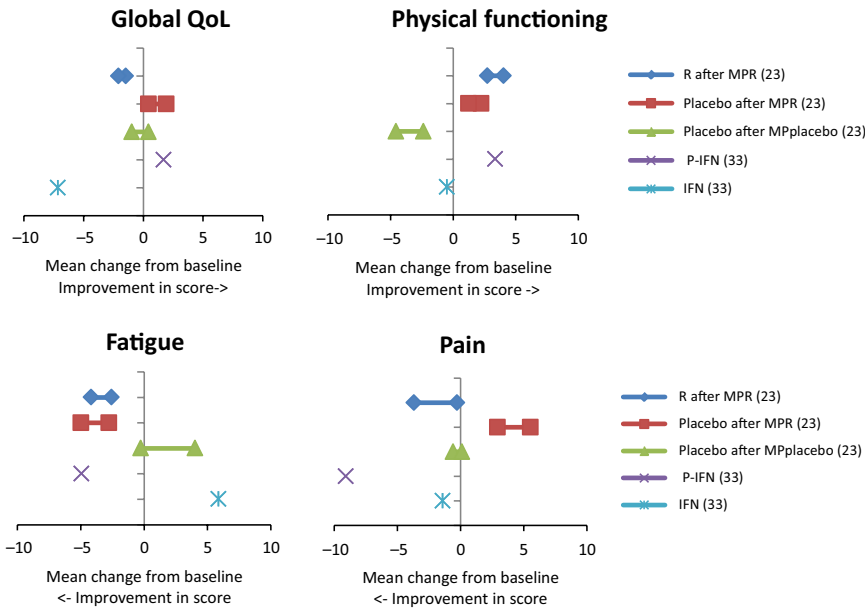 Global QoL
Physical functioning
−10 −5 0 5 10
Mean change from baseline
Improvement in score->
−10 −5 0 5 10
Mean change from baseline
Improvement in score ->
R after MPR (23)
Placebo after MPR (23)
Placebo after MPplacebo (23)
P-IFN (33)
IFN (33)
Fatigue
Pain
−10 −5 0 5 10
Mean change from baseline
<- Improvement in score
−10 −5 0 5 10
Mean change from baseline
<- Improvement in score
R after MPR (23)
Placebo after MPR (23)
Placebo after MPplacebo (23)
P-IFN (33)
IFN (33)